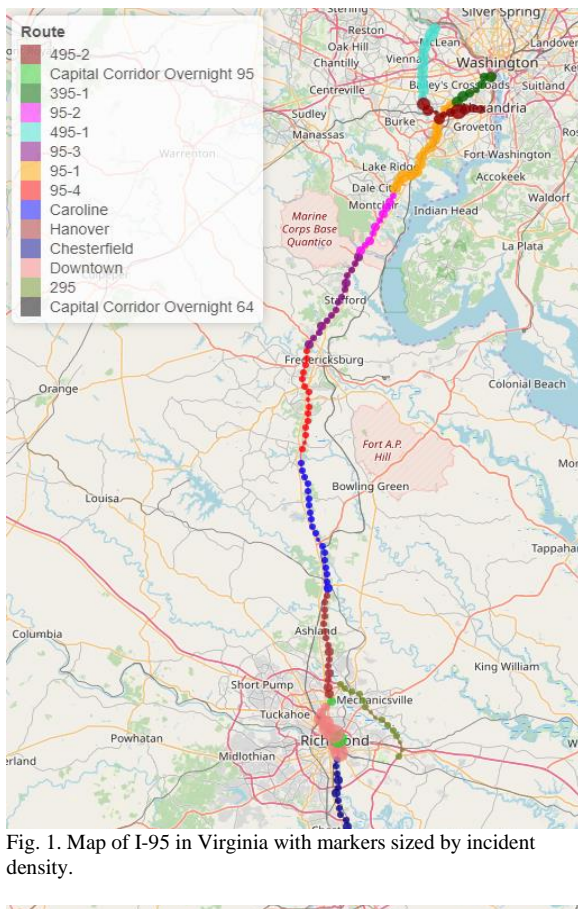 Silver Spring
Sterling
Reston
McLean
Landover
Oak Hill
Chantilly
Vienna
Washington
Centreville
Bailey's Crossroads
Suitland
Sudley
Burke
Alexandria
Manassas
Groveton
Warrenton
Fort Washington
Lake Ridge
Accokeek
Dale City
Waldorf
Montclair
Indian Head
Marine
Corps Base
Quantico
La Plata
Route
495-2
Capital Corridor Overnight 95
395-1
95-2
495-1
95-3
95-1
95-4
Caroline
Hanover
Chesterfield
Downtown
295
Capital Corridor Overnight 64
Stafford
Fredericksburg
Orange
Colonial Beach
Fort A.P.
Hill
Bowling Green
Louisa
Tappahan
Columbia
Ashland
King William
Short Pump
Mechanicsville
Tuckahoe
Powhatan
Richmond
erland
Midlothian
Fig. 1. Map of I-95 in Virginia with markers sized by incident
density.